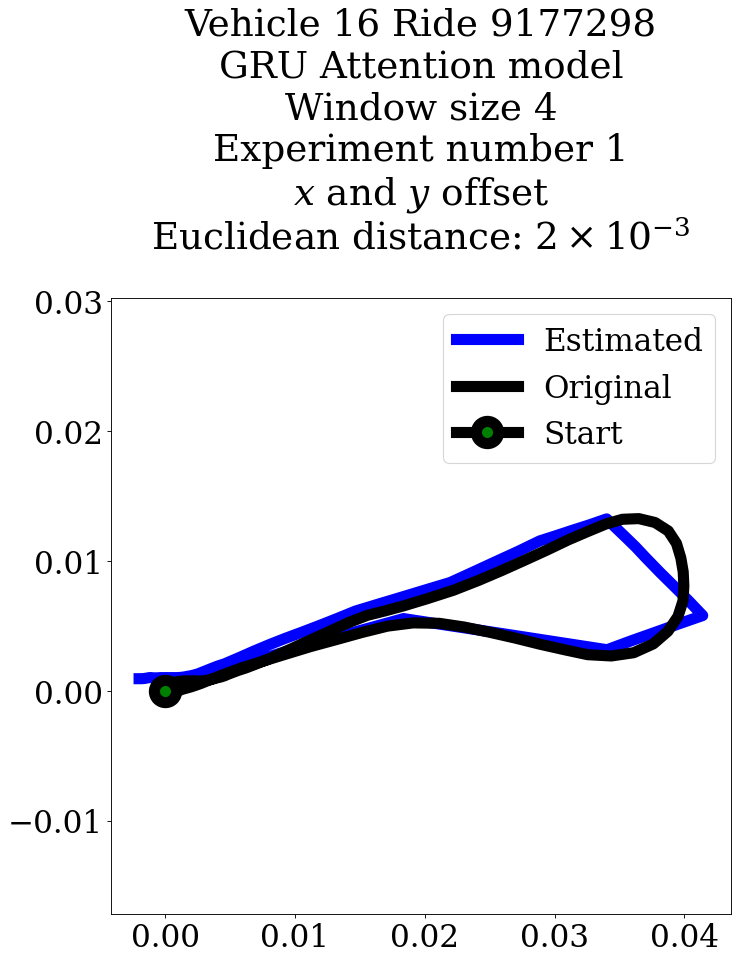 Vehicle 16 Ride 9177298
GRU Attention model
Window size 4
Experiment number 1
x and y offset
Euclidean distance: 2 × 10⁻³
0.03
0.02
0.01
0.00
−0.01
Estimated
Original
Start
0.00 0.01 0.02 0.03 0.04